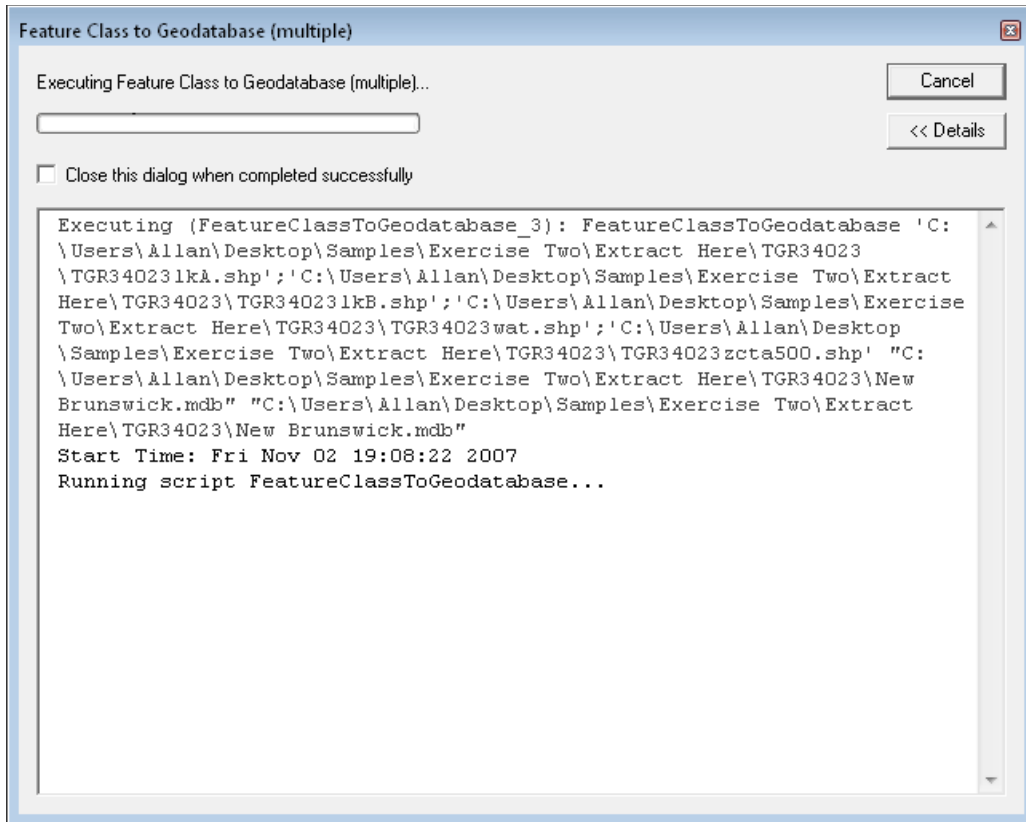 Feature Class to Geodatabase (multiple)
Executing Feature Class to Geodatabase (multiple)...
Cancel
<< Details
Close this dialog when completed successfully
Executing (FeatureClassToGeodatabase_3): FeatureClassToGeodatabase 'C:
\Users\Allan\Desktop\Samples\Exercise Two\Extract Here\TGR34023
\TGR34023lkA.shp';'C:\Users\Allan\Desktop\Samples\Exercise Two\Extract
Here\TGR34023\TGR34023lkB.shp';'C:\Users\Allan\Desktop\Samples\Exercise
Two\Extract Here\TGR34023\TGR34023wat.shp';'C:\Users\Allan\Desktop
\Samples\Exercise Two\Extract Here\TGR34023\TGR34023zcta500.shp' "C:
\Users\Allan\Desktop\Samples\Exercise Two\Extract Here\TGR34023\New
Brunswick.mdb" "C:\Users\Allan\Desktop\Samples\Exercise Two\Extract
Here\TGR34023\New Brunswick.mdb"
Start Time: Fri Nov 02 19:08:22 2007
Running script FeatureClassToGeodatabase...